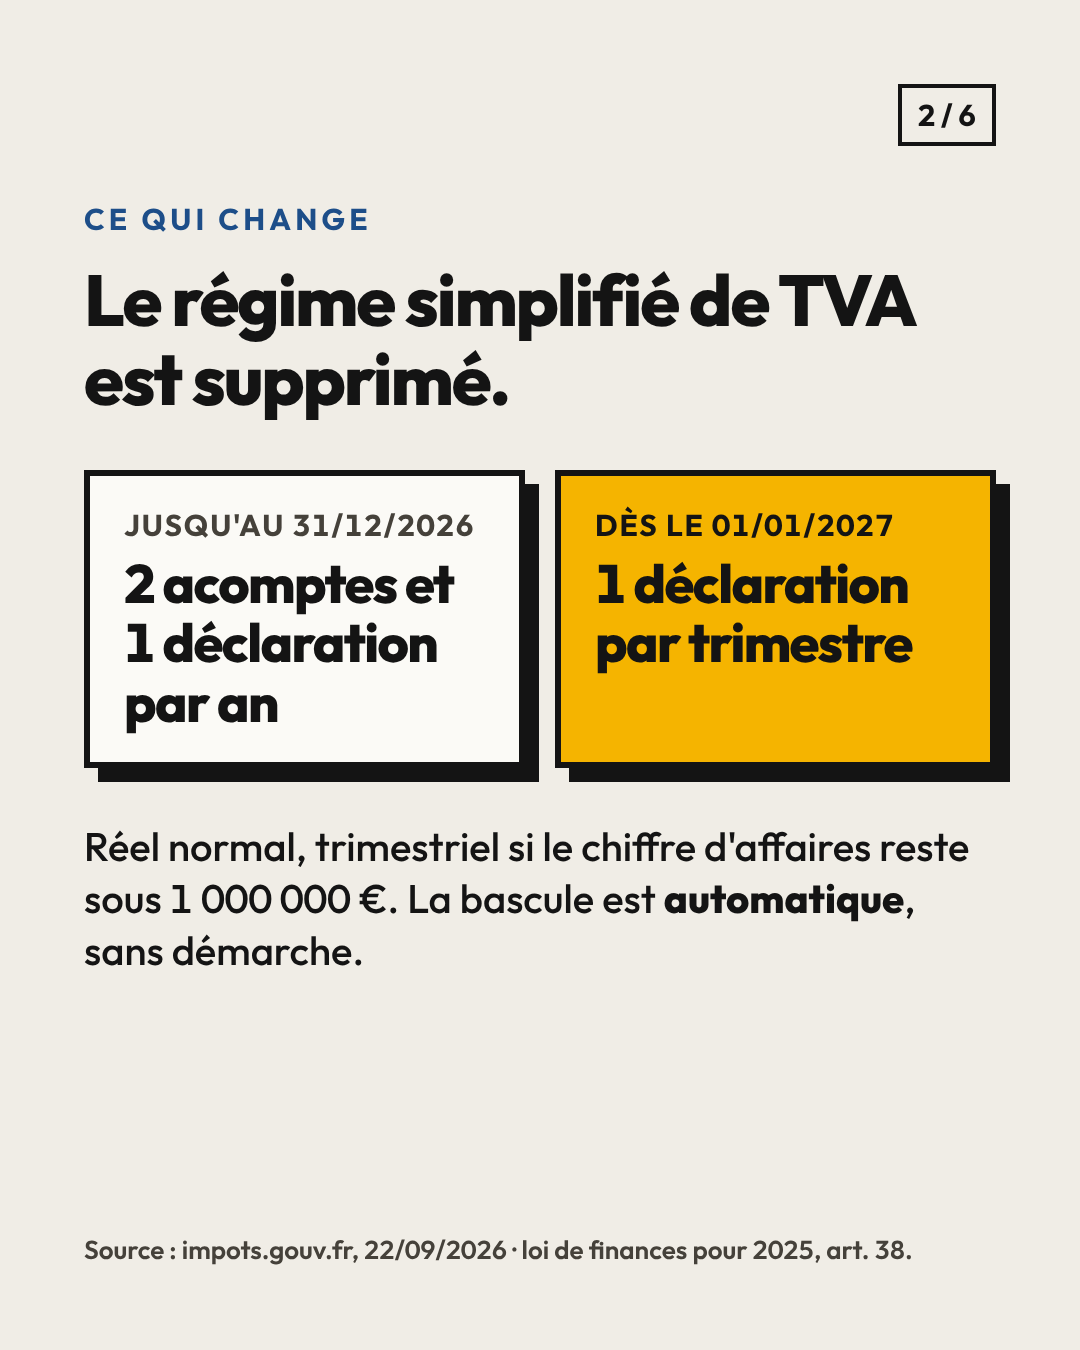 2 / 6
CE QUI CHANGE
Le régime simplifié de TVA
est supprimé.
JUSQU'AU 31/12/2026
2 acomptes et
1 déclaration
par an
DÈS LE 01/01/2027
1 déclaration
par trimestre
Réel normal, trimestriel si le chiffre d'affaires reste
sous 1 000 000 €. La bascule est automatique,
sans démarche.
Source : impots.gouv.fr, 22/09/2026 · loi de finances pour 2025, art. 38.